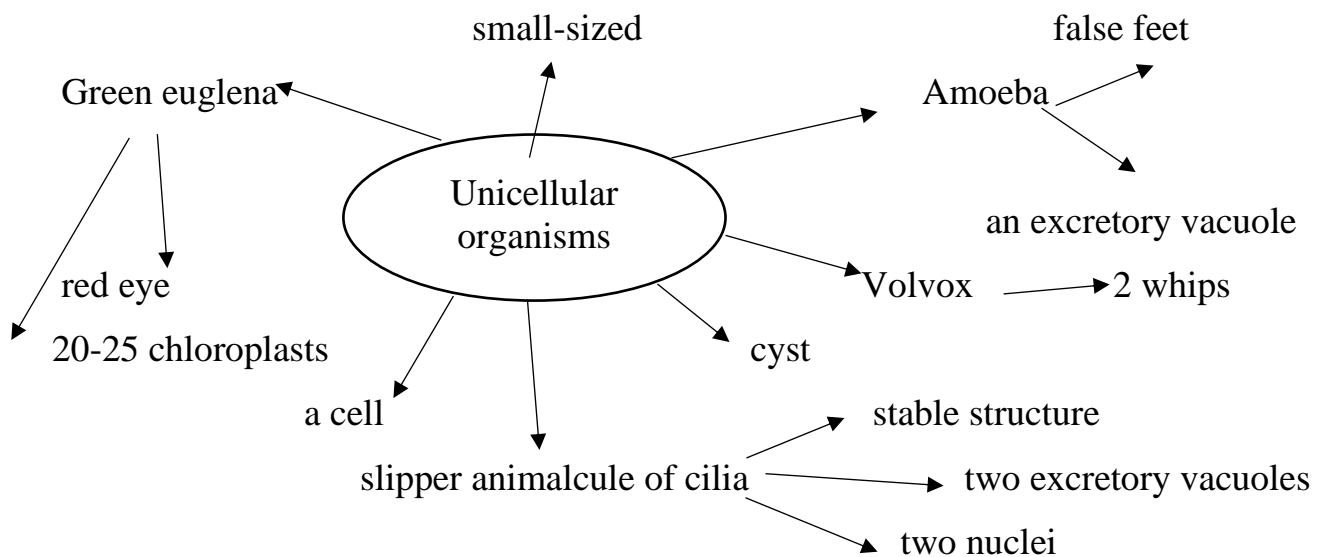 small-sized
false feet
Green euglena
Amoeba
Unicellular
organisms
an excretory vacuole
red eye
Volvox
2 whips
20-25 chloroplasts
cyst
a cell
stable structure
slipper animalcule of cilia
two excretory vacuoles
two nuclei